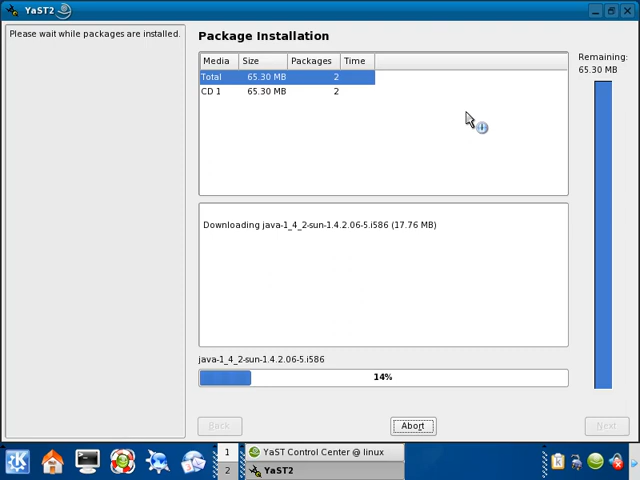 YaST2
Please wait while packages are installed.
Package Installation
Media Size Packages Time
Total 65.30 MB 2
CD 1 65.30 MB 2
Remaining:
65.30 MB
Downloading java-1_4_2-sun-1.4.2.06-5.i586 (17.76 MB)
java-1_4_2-sun-1.4.2.06-5.i586
14%
Back Abort Next
1 YaST Control Center @ linux
2 YaST2